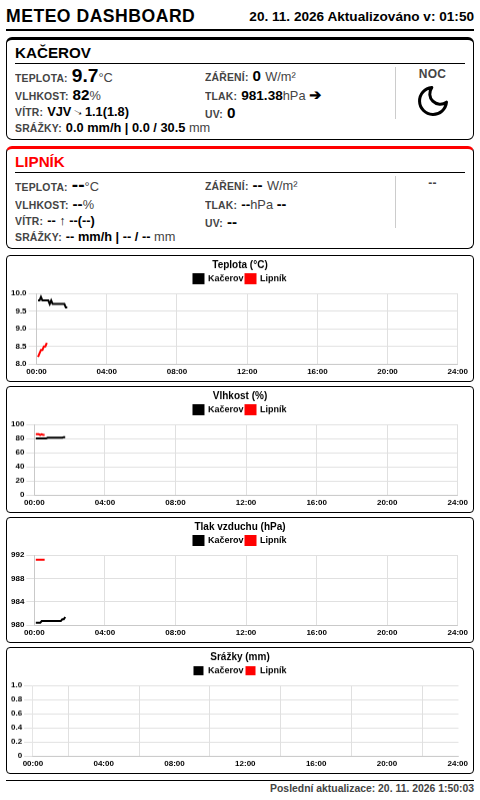 METEO DASHBOARD 20. 11. 2026 Aktualizováno v: 01:50
KAČEROV
TEPLOTA: 9.7°C ZÁŘENÍ: 0 W/m² NOC
VLHKOST: 82% TLAK: 981.38hPa ➔
VÍTR: VJV → 1.1(1.8) UV: 0
SRÁŽKY: 0.0 mm/h | 0.0 / 30.5 mm
LIPNÍK
TEPLOTA: --°C ZÁŘENÍ: -- W/m² --
VLHKOST: --% TLAK: --hPa --
VÍTR: -- ↑ --(--) UV: --
SRÁŽKY: -- mm/h | -- / -- mm
Teplota (°C)
Kačerov Lipník
10.0
9.5
9.0
8.5
8.0
00:00 04:00 08:00 12:00 16:00 20:00 24:00
Vlhkost (%)
Kačerov Lipník
100
80
60
40
20
0
00:00 04:00 08:00 12:00 16:00 20:00 24:00
Tlak vzduchu (hPa)
Kačerov Lipník
992
988
984
980
00:00 04:00 08:00 12:00 16:00 20:00 24:00
Srážky (mm)
Kačerov Lipník
1.0
0.8
0.6
0.4
0.2
0
00:00 04:00 08:00 12:00 16:00 20:00 24:00
Poslední aktualizace: 20. 11. 2026 1:50:03